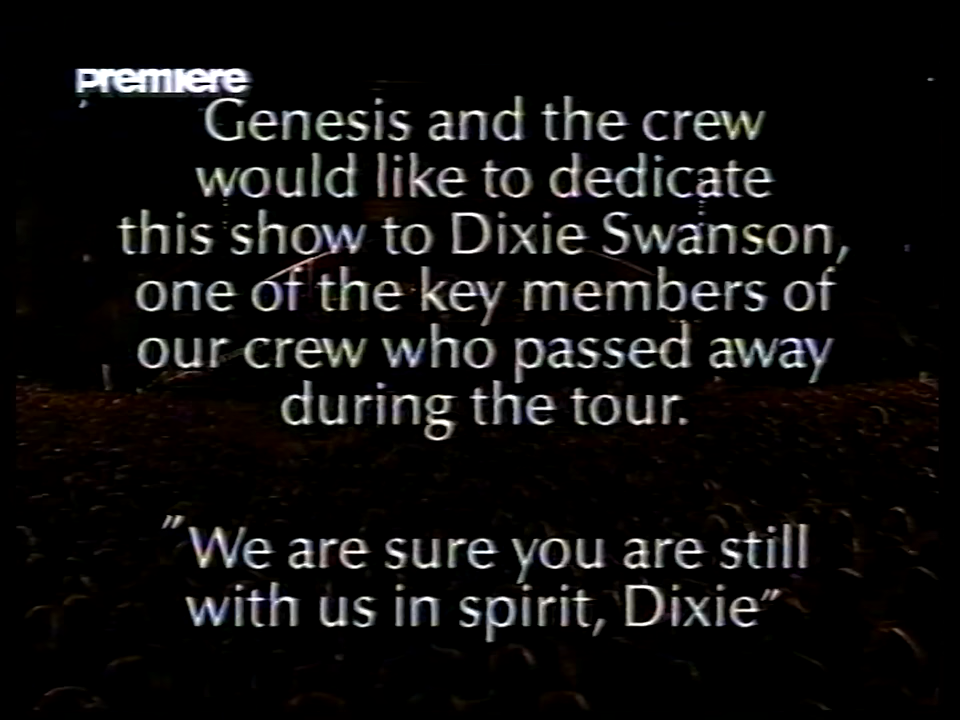 premiere
Genesis and the crew
would like to dedicate
this show to Dixie Swanson,
one of the key members of
our crew who passed away
during the tour.
"We are sure you are still
with us in spirit, Dixie"